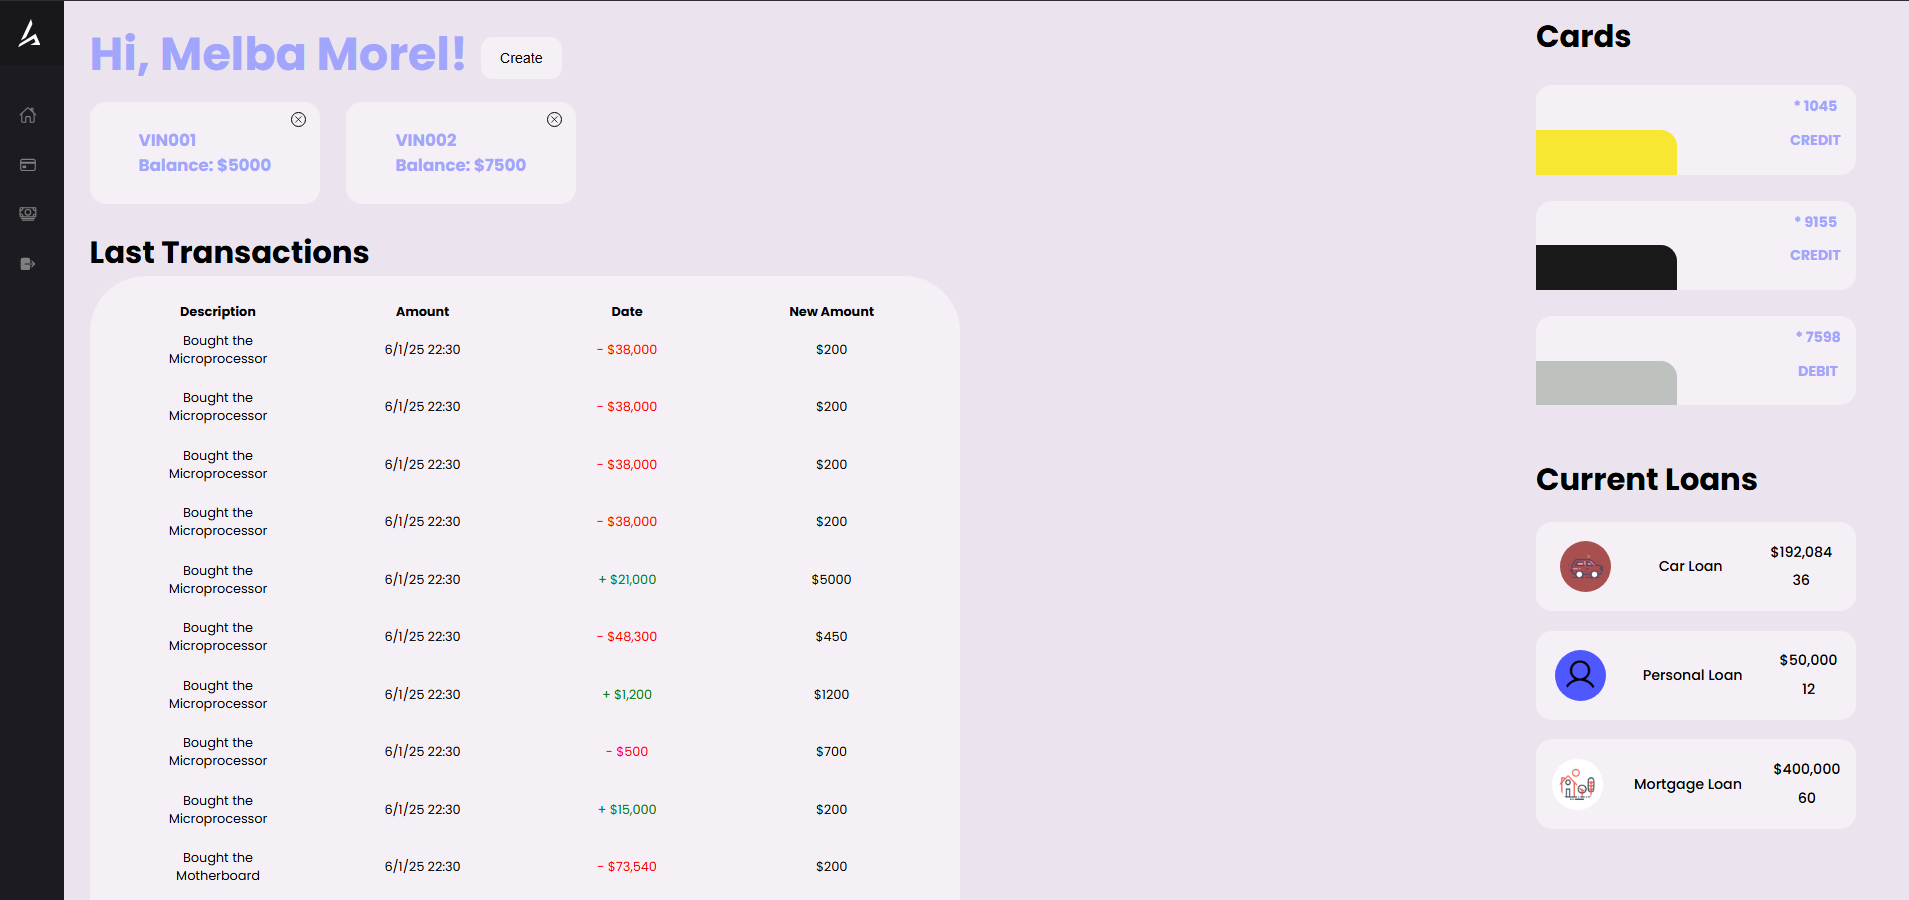 Hi, Melba Morel!
Create
VIN001
Balance: $5000
VIN002
Balance: $7500
Last Transactions
Description Amount Date New Amount
Bought the
Microprocessor
6/1/25 22:30 - $38,000 $200
Bought the
Microprocessor
6/1/25 22:30 - $38,000 $200
Bought the
Microprocessor
6/1/25 22:30 - $38,000 $200
Bought the
Microprocessor
6/1/25 22:30 - $38,000 $200
Bought the
Microprocessor
6/1/25 22:30 + $21,000 $5000
Bought the
Microprocessor
6/1/25 22:30 - $48,300 $450
Bought the
Microprocessor
6/1/25 22:30 + $1,200 $1200
Bought the
Microprocessor
6/1/25 22:30 - $500 $700
Bought the
Microprocessor
6/1/25 22:30 + $15,000 $200
Bought the
Motherboard
6/1/25 22:30 - $73,540 $200
Cards
* 1045
CREDIT
* 9155
CREDIT
* 7598
DEBIT
Current Loans
Car Loan
$192,084
36
Personal Loan
$50,000
12
Mortgage Loan
$400,000
60